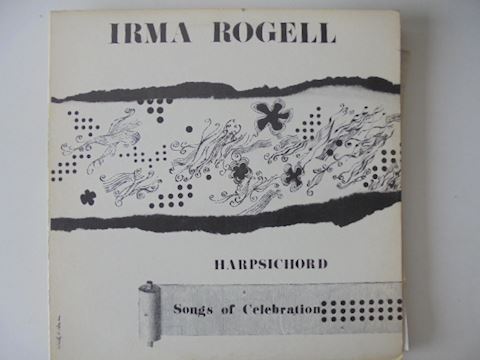 IRMA ROGELL
HARPSICHORD
Songs of Celebration